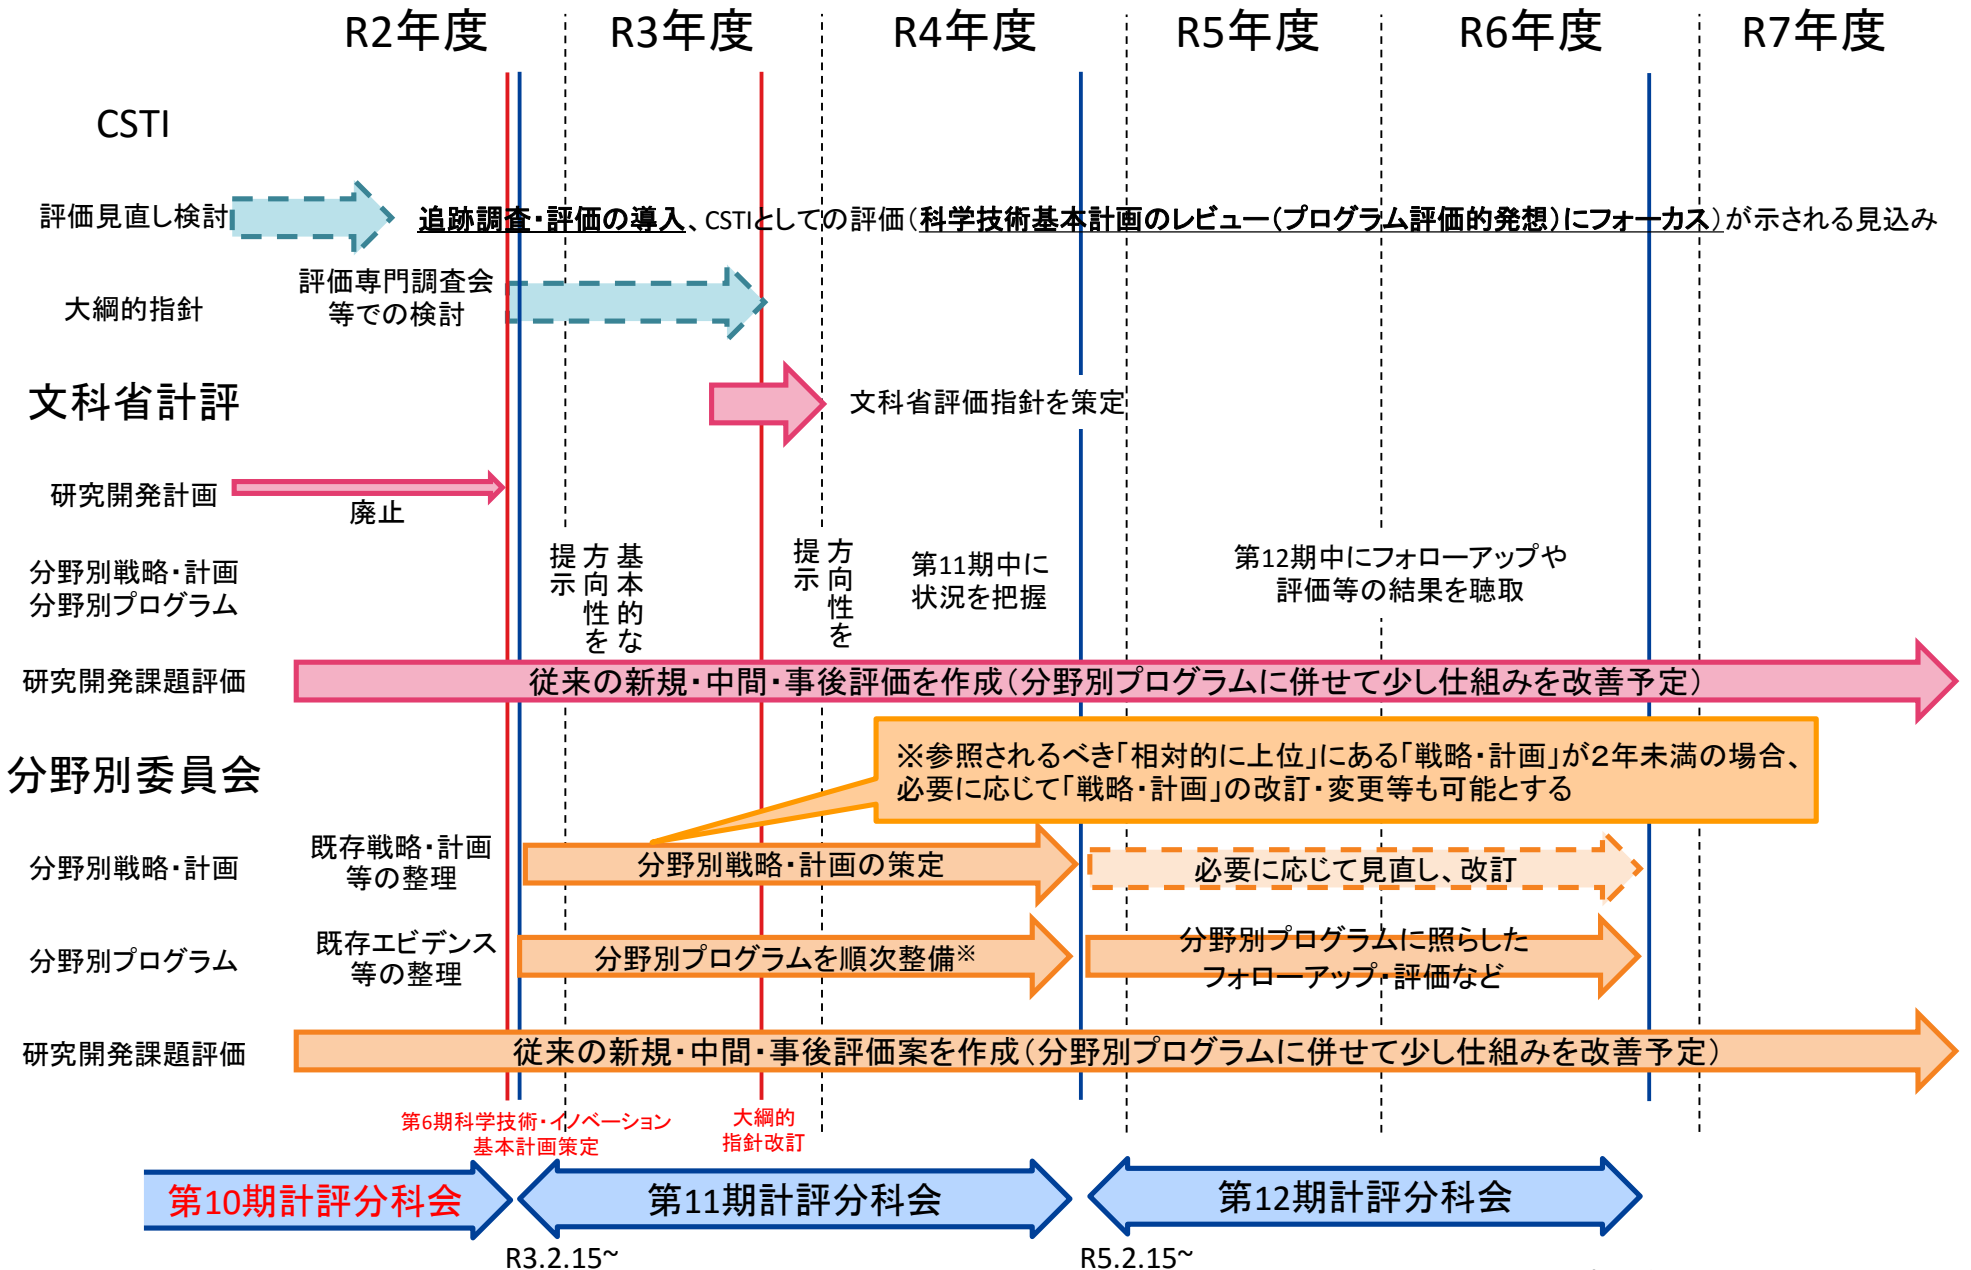 R2年度
R3年度
R4年度
R5年度
R6年度
R7年度
CSTI
評価見直し検討
追跡調査・評価の導入、CSTIとしての評価(科学技術基本計画のレビュー(プログラム評価的発想)にフォーカス)が示される見込み
大綱的指針
評価専門調査会
等での検討
文科省計評
文科省評価指針を策定
研究開発計画
廃止
分野別戦略・計画
分野別プログラム
基本的な
方向性を
提示
方向性を
提示
第11期中に
状況を把握
第12期中にフォローアップや
評価等の結果を聴取
研究開発課題評価
従来の新規・中間・事後評価を作成(分野別プログラムに併せて少し仕組みを改善予定)
分野別委員会
※参照されるべき「相対的に上位」にある「戦略・計画」が2年未満の場合、
必要に応じて「戦略・計画」の改訂・変更等も可能とする
分野別戦略・計画
既存戦略・計画
等の整理
分野別戦略・計画の策定
必要に応じて見直し、改訂
分野別プログラム
既存エビデンス
等の整理
分野別プログラムを順次整備※
分野別プログラムに照らした
フォローアップ・評価など
研究開発課題評価
従来の新規・中間・事後評価案を作成(分野別プログラムに併せて少し仕組みを改善予定)
第6期科学技術・イノベーション
基本計画策定
大綱的
指針改訂
第10期計評分科会
第11期計評分科会
第12期計評分科会
R3.2.15~
R5.2.15~